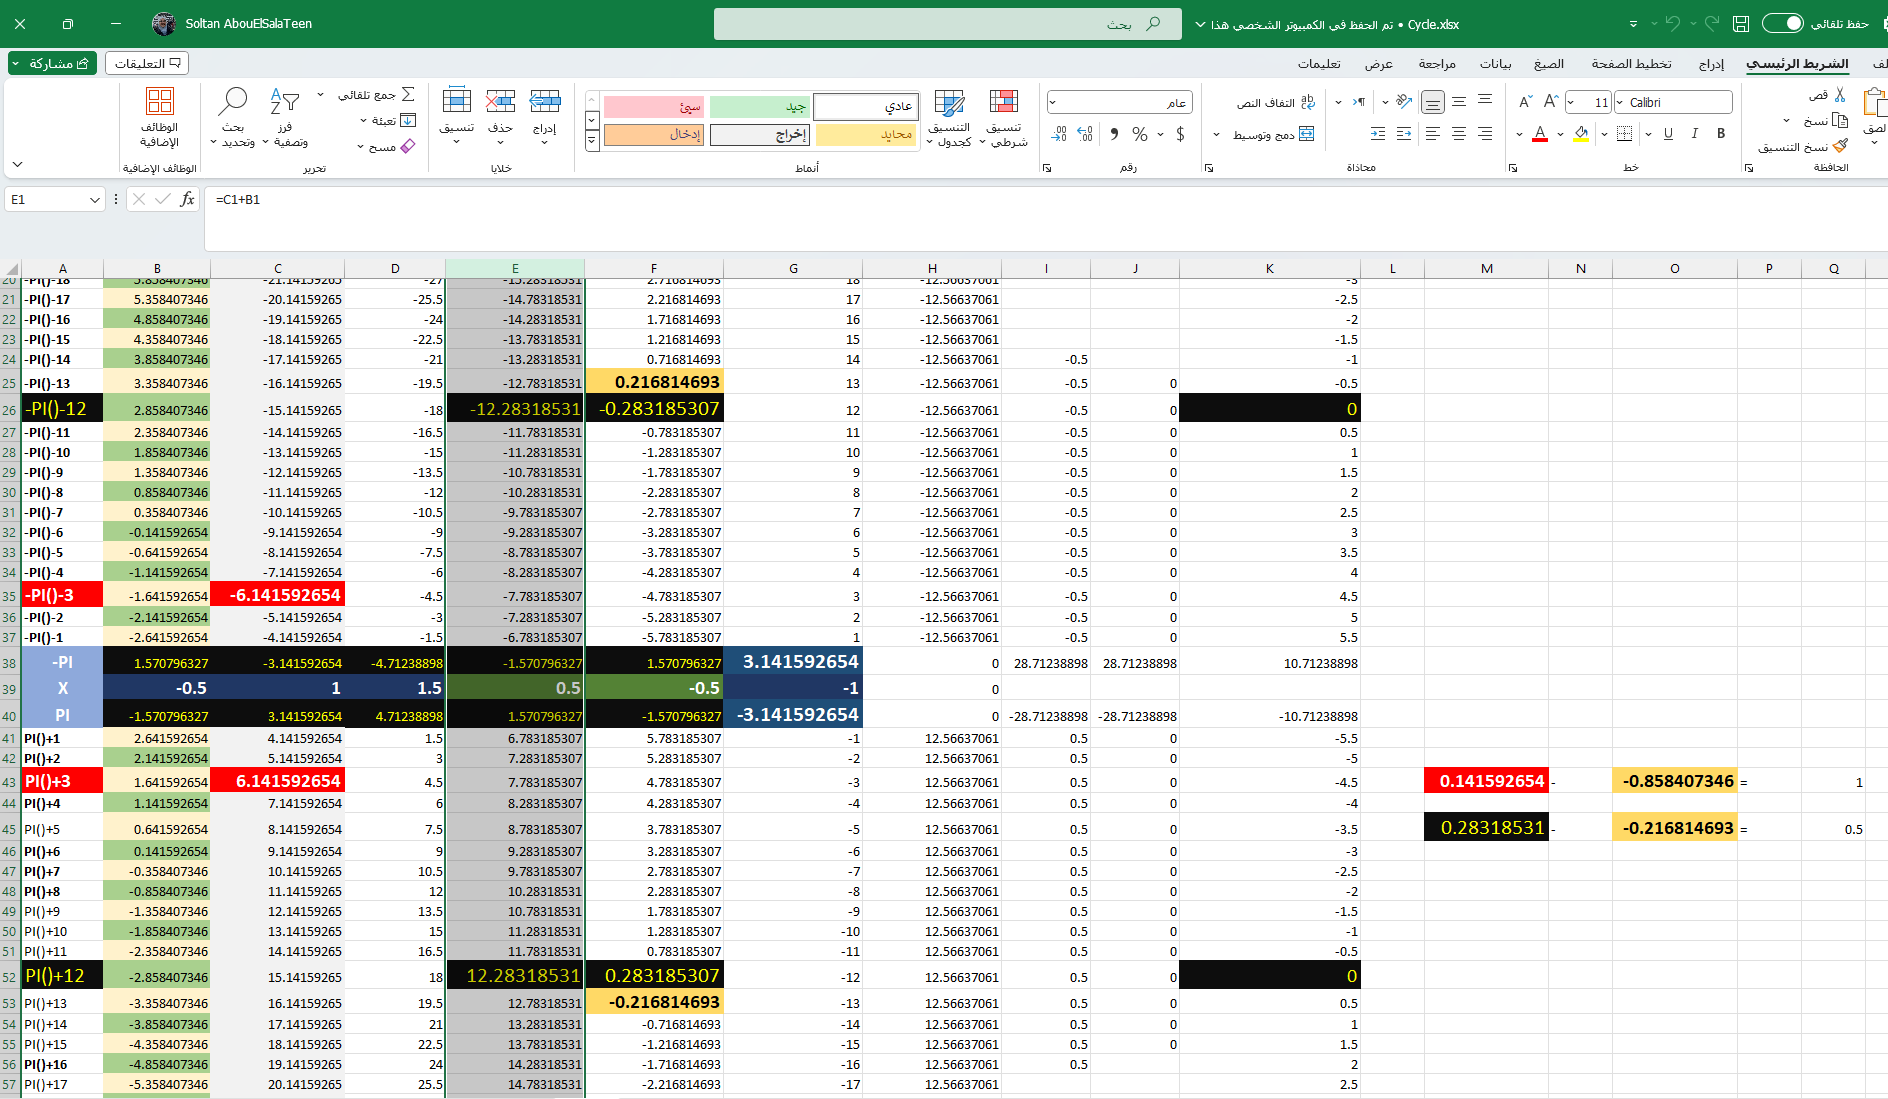 Soltan AbouElSalaTeen
بحث
Cycle.xlsx • تم الحفظ في الكمبيوتر الشخصي هذا
حفظ تلقائي
الشريط الرئيسي إدراج تخطيط الصفحة الصيغ بيانات مراجعة عرض تعليمات
التعليقات مشاركة
قص
نسخ
نسخ التنسيق
الحافظة
Calibri 11
B I U
خط
التفاف النص
دمج وتوسيط
محاذاة
عام
$ % 
رقم
تنسيق شرطي
التنسيق كجدول
عادي جيد سيئ
محايد إخراج إدخال
أنماط
إدراج حذف تنسيق
خلايا
جمع تلقائي
تعبئة
مسح
فرز وتصفية
بحث وتحديد
تحرير
الوظائف الإضافية
الوظائف الإضافية
E1 fx =C1+B1
A B C D E F G H I J K L M N O P Q
20 -PI()-18 5.858407346 -21.14159265 -27 -15.28318531 2.716814693 18 -12.56637061 -3
21 -PI()-17 5.358407346 -20.14159265 -25.5 -14.78318531 2.216814693 17 -12.56637061 -2.5
22 -PI()-16 4.858407346 -19.14159265 -24 -14.28318531 1.716814693 16 -12.56637061 -2
23 -PI()-15 4.358407346 -18.14159265 -22.5 -13.78318531 1.216814693 15 -12.56637061 -1.5
24 -PI()-14 3.858407346 -17.14159265 -21 -13.28318531 0.716814693 14 -12.56637061 -0.5 -1
25 -PI()-13 3.358407346 -16.14159265 -19.5 -12.78318531 0.216814693 13 -12.56637061 -0.5 0 -0.5
26 -PI()-12 2.858407346 -15.14159265 -18 -12.28318531 -0.283185307 12 -12.56637061 -0.5 0 0
27 -PI()-11 2.358407346 -14.14159265 -16.5 -11.78318531 -0.783185307 11 -12.56637061 -0.5 0 0.5
28 -PI()-10 1.858407346 -13.14159265 -15 -11.28318531 -1.283185307 10 -12.56637061 -0.5 0 1
29 -PI()-9 1.358407346 -12.14159265 -13.5 -10.78318531 -1.783185307 9 -12.56637061 -0.5 0 1.5
30 -PI()-8 0.858407346 -11.14159265 -12 -10.28318531 -2.283185307 8 -12.56637061 -0.5 0 2
31 -PI()-7 0.358407346 -10.14159265 -10.5 -9.783185307 -2.783185307 7 -12.56637061 -0.5 0 2.5
32 -PI()-6 -0.141592654 -9.141592654 -9 -9.283185307 -3.283185307 6 -12.56637061 -0.5 0 3
33 -PI()-5 -0.641592654 -8.141592654 -7.5 -8.783185307 -3.783185307 5 -12.56637061 -0.5 0 3.5
34 -PI()-4 -1.141592654 -7.141592654 -6 -8.283185307 -4.283185307 4 -12.56637061 -0.5 0 4
35 -PI()-3 -1.641592654 -6.141592654 -4.5 -7.783185307 -4.783185307 3 -12.56637061 -0.5 0 4.5
36 -PI()-2 -2.141592654 -5.141592654 -3 -7.283185307 -5.283185307 2 -12.56637061 -0.5 0 5
37 -PI()-1 -2.641592654 -4.141592654 -1.5 -6.783185307 -5.783185307 1 -12.56637061 -0.5 0 5.5
38 -PI 1.570796327 -3.141592654 -4.71238898 -1.570796327 1.570796327 3.141592654 0 28.71238898 28.71238898 10.71238898
39 X -0.5 1 1.5 0.5 -0.5 -1 0
40 PI -1.570796327 3.141592654 4.71238898 1.570796327 -1.570796327 -3.141592654 0 -28.71238898 -28.71238898 -10.71238898
41 PI()+1 2.641592654 4.141592654 1.5 6.783185307 5.783185307 -1 12.56637061 0.5 0 -5.5
42 PI()+2 2.141592654 5.141592654 3 7.283185307 5.283185307 -2 12.56637061 0.5 0 -5
43 PI()+3 1.641592654 6.141592654 4.5 7.783185307 4.783185307 -3 12.56637061 0.5 0 -4.5 0.141592654 - -0.858407346 = 1
44 PI()+4 1.141592654 7.141592654 6 8.283185307 4.283185307 -4 12.56637061 0.5 0 -4
45 PI()+5 0.641592654 8.141592654 7.5 8.783185307 3.783185307 -5 12.56637061 0.5 0 -3.5 0.28318531 - -0.216814693 = 0.5
46 PI()+6 0.141592654 9.141592654 9 9.283185307 3.283185307 -6 12.56637061 0.5 0 -3
47 PI()+7 -0.358407346 10.14159265 10.5 9.783185307 2.783185307 -7 12.56637061 0.5 0 -2.5
48 PI()+8 -0.858407346 11.14159265 12 10.28318531 2.283185307 -8 12.56637061 0.5 0 -2
49 PI()+9 -1.358407346 12.14159265 13.5 10.78318531 1.783185307 -9 12.56637061 0.5 0 -1.5
50 PI()+10 -1.858407346 13.14159265 15 11.28318531 1.283185307 -10 12.56637061 0.5 0 -1
51 PI()+11 -2.358407346 14.14159265 16.5 11.78318531 0.783185307 -11 12.56637061 0.5 0 -0.5
52 PI()+12 -2.858407346 15.14159265 18 12.28318531 0.283185307 -12 12.56637061 0.5 0 0
53 PI()+13 -3.358407346 16.14159265 19.5 12.78318531 -0.216814693 -13 12.56637061 0.5 0 0.5
54 PI()+14 -3.858407346 17.14159265 21 13.28318531 -0.716814693 -14 12.56637061 0.5 0 1
55 PI()+15 -4.358407346 18.14159265 22.5 13.78318531 -1.216814693 -15 12.56637061 0.5 0 1.5
56 PI()+16 -4.858407346 19.14159265 24 14.28318531 -1.716814693 -16 12.56637061 0.5 2
57 PI()+17 -5.358407346 20.14159265 25.5 14.78318531 -2.216814693 -17 12.56637061 2.5